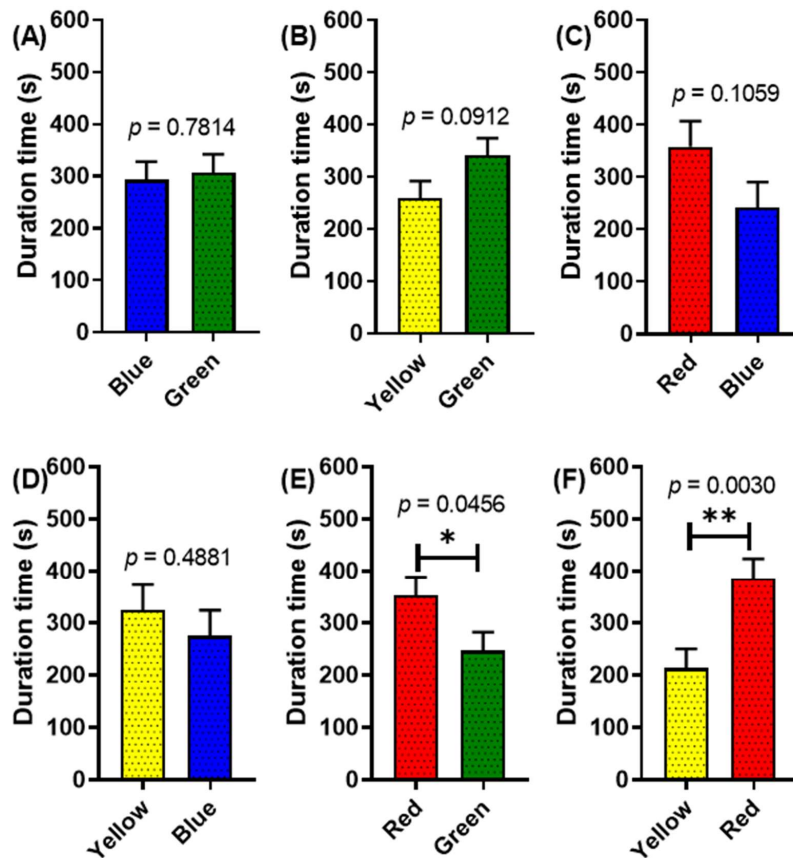 (A)
Duration time (s)
600
500
400
300
200
100
0
p = 0.7814
Blue
Green
(B)
Duration time (s)
600
500
400
300
200
100
0
p = 0.0912
Yellow
Green
(C)
Duration time (s)
600
500
400
300
200
100
0
p = 0.1059
Red
Blue
(D)
Duration time (s)
600
500
400
300
200
100
0
p = 0.4881
Yellow
Blue
(E)
Duration time (s)
600
500
400
300
200
100
0
p = 0.0456
*
Red
Green
(F)
Duration time (s)
600
500
400
300
200
100
0
p = 0.0030
**
Yellow
Red